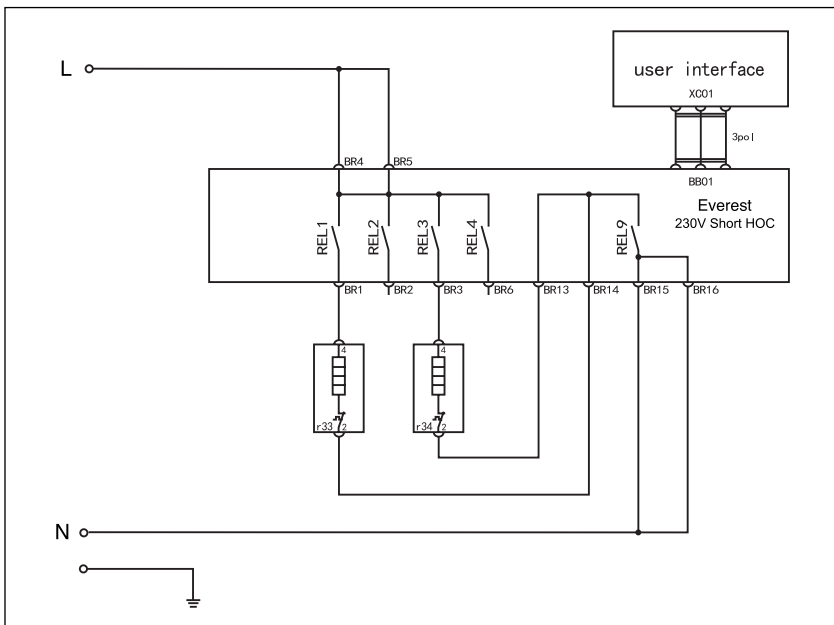 user interface
XC01
L
3pol
BR4
BR5
BB01
Everest
230V Short HOC
REL1
REL2
REL3
REL4
REL9
BR1
BR2
BR3
BR6
BR13
BR14
BR15
BR16
4
4
r33 2
r34 2
N